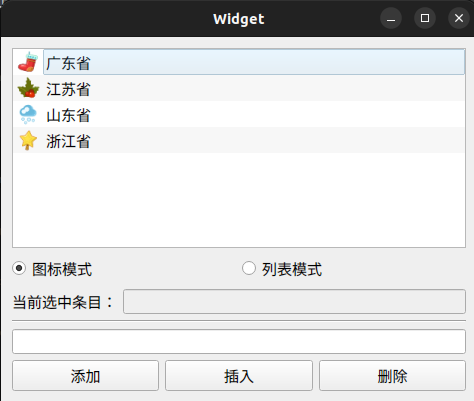 Widget
广东省
江苏省
山东省
浙江省
图标模式 列表模式
当前选中条目：
添加 插入 删除